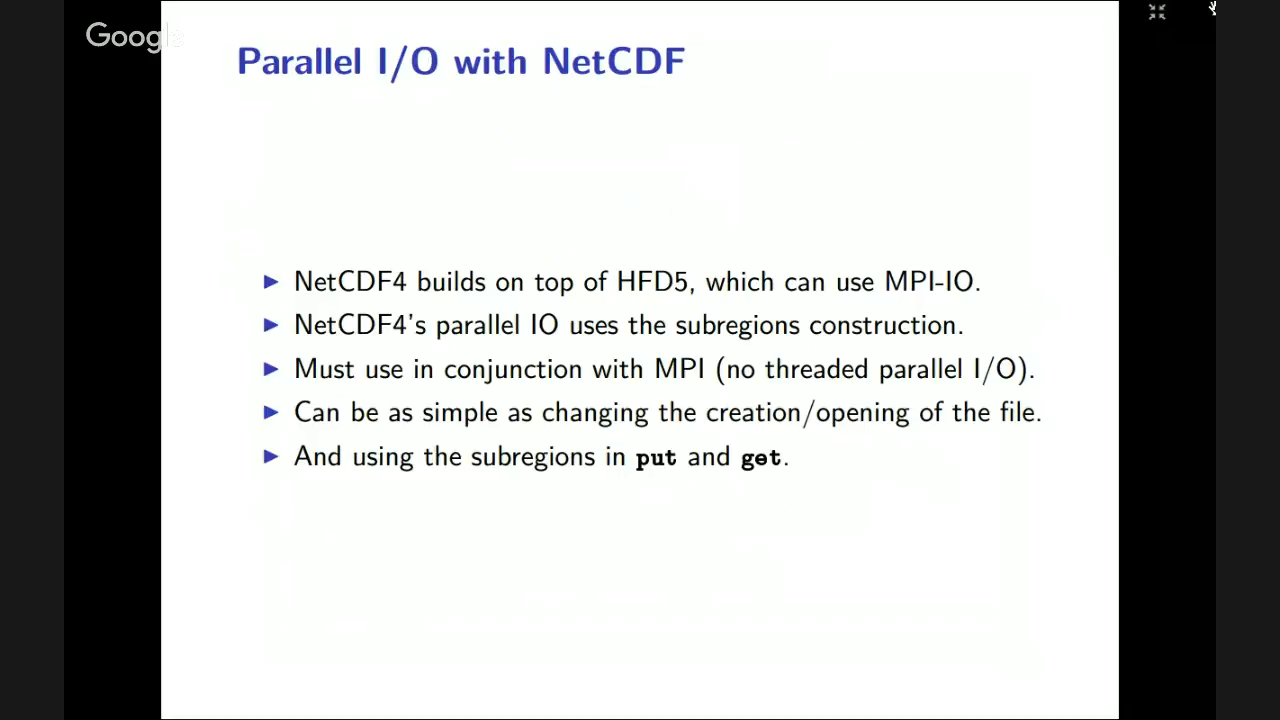 Google
Parallel I/O with NetCDF
▶ NetCDF4 builds on top of HFD5, which can use MPI-IO.
▶ NetCDF4's parallel IO uses the subregions construction.
▶ Must use in conjunction with MPI (no threaded parallel I/O).
▶ Can be as simple as changing the creation/opening of the file.
▶ And using the subregions in put and get.